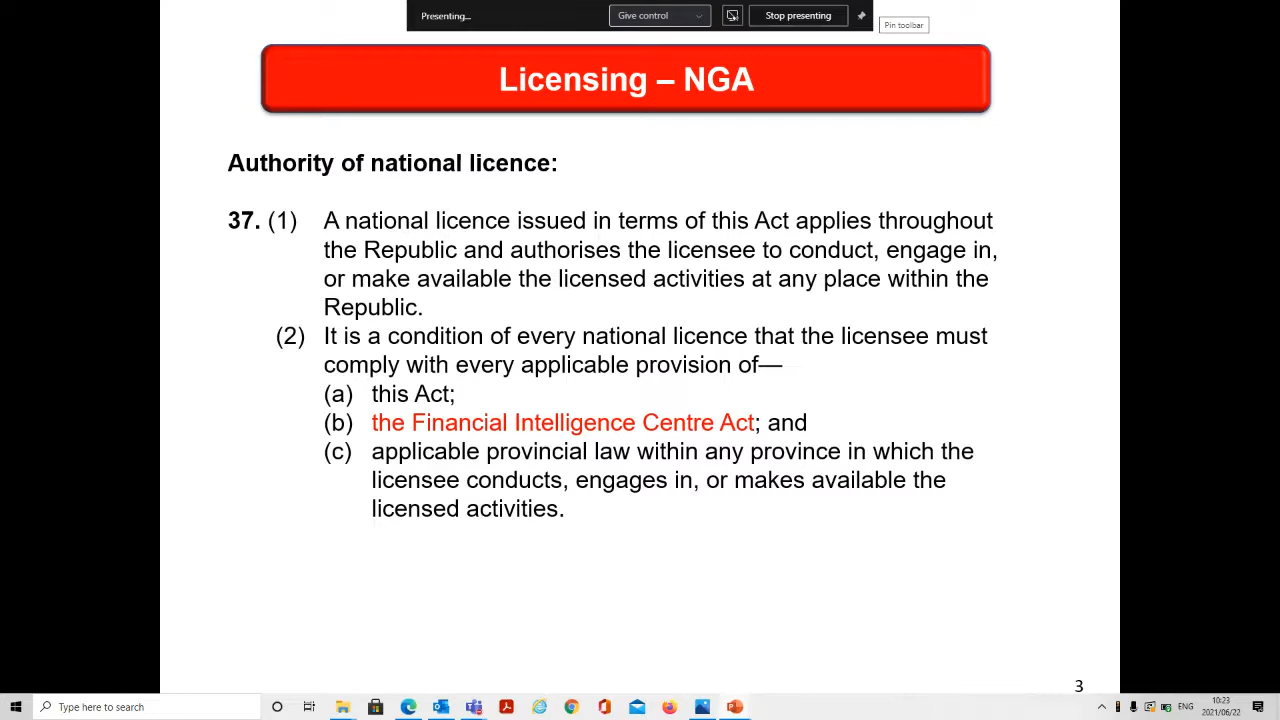 Presenting...
Give control
Stop presenting
Pin toolbar
Licensing – NGA
Authority of national licence:
37. (1) A national licence issued in terms of this Act applies throughout
the Republic and authorises the licensee to conduct, engage in,
or make available the licensed activities at any place within the
Republic.
(2) It is a condition of every national licence that the licensee must
comply with every applicable provision of—
(a) this Act;
(b) the Financial Intelligence Centre Act; and
(c) applicable provincial law within any province in which the
licensee conducts, engages in, or makes available the
licensed activities.
3
Type here to search
ENG
10:23
2021/06/22